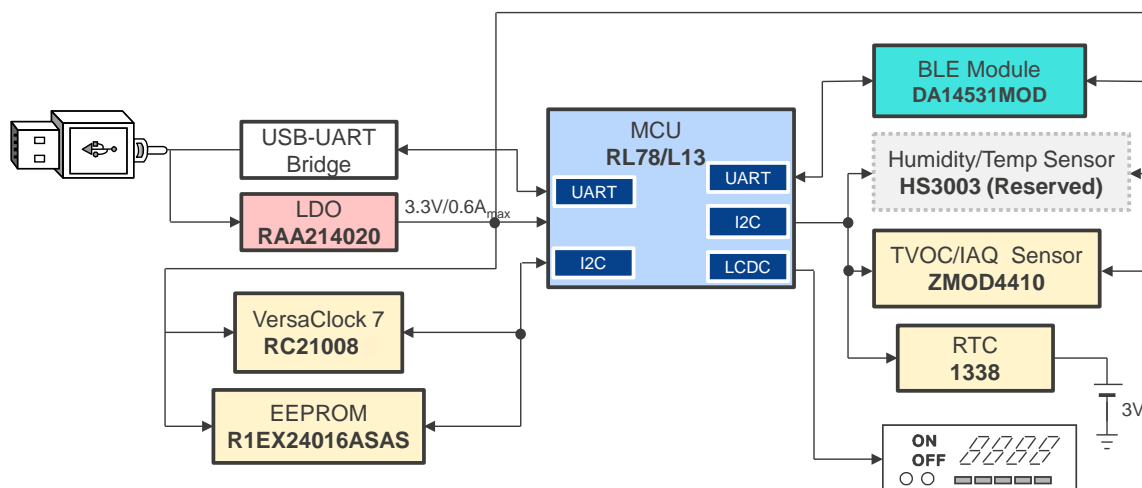 USB-UART
Bridge
LDO
RAA214020
3.3V/0.6Amax
VersaClock 7
RC21008
EEPROM
R1EX24016ASAS
MCU
RL78/L13
UART
I2C
UART
I2C
LCDC
BLE Module
DA14531MOD
Humidity/Temp Sensor
HS3003 (Reserved)
TVOC/IAQ Sensor
ZMOD4410
RTC
1338
3V
ON
OFF